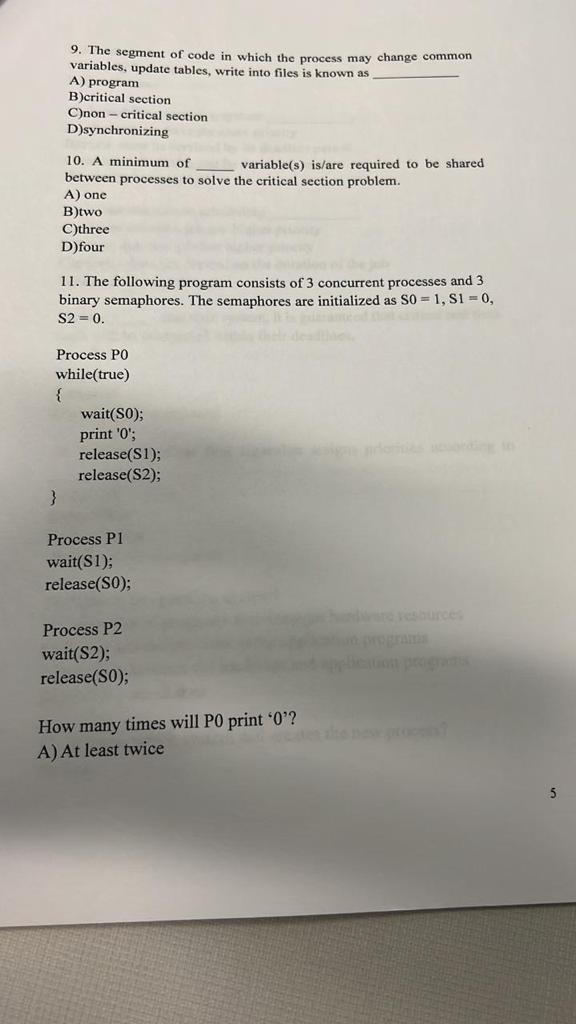 9. The segment of code in which the process may change common
variables, update tables, write into files is known as ____________
A) program
B)critical section
C)non – critical section
D)synchronizing
10. A minimum of _____ variable(s) is/are required to be shared
between processes to solve the critical section problem.
A) one
B)two
C)three
D)four
11. The following program consists of 3 concurrent processes and 3
binary semaphores. The semaphores are initialized as S0 = 1, S1 = 0,
S2 = 0.
Process P0
while(true)
{
wait(S0);
print '0';
release(S1);
release(S2);
}
Process P1
wait(S1);
release(S0);
Process P2
wait(S2);
release(S0);
How many times will P0 print ‘0’?
A) At least twice
5